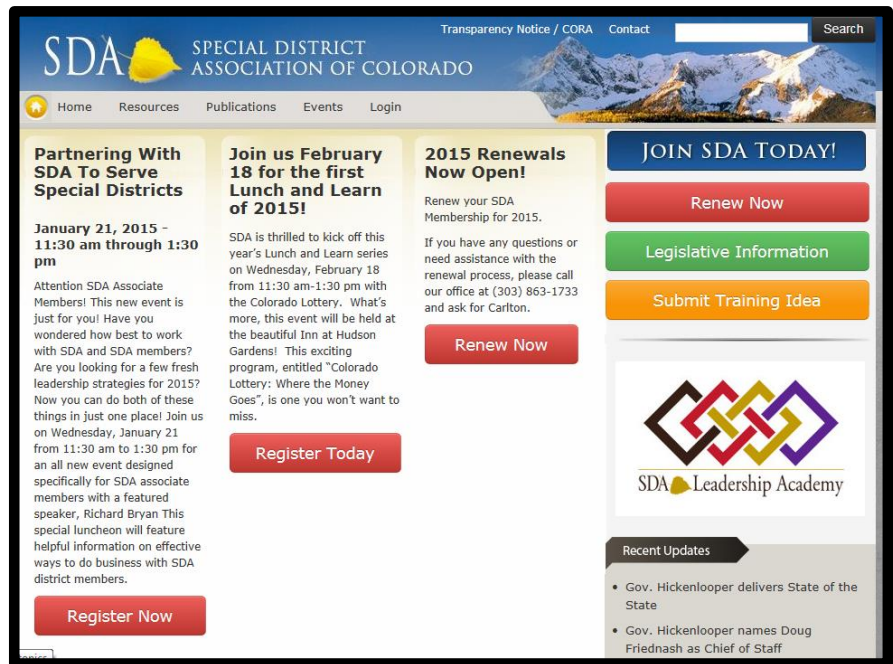 Transparency Notice / CORA Contact Search
SDA SPECIAL DISTRICT
ASSOCIATION OF COLORADO
Home Resources Publications Events Login
Partnering With
SDA To Serve
Special Districts
January 21, 2015 -
11:30 am through 1:30
pm
Attention SDA Associate
Members! This new event is
just for you! Have you
wondered how best to work
with SDA and SDA members?
Are you looking for a few fresh
leadership strategies for 2015?
Now you can do both of these
things in just one place! Join us
on Wednesday, January 21
from 11:30 am to 1:30 pm for
an all new event designed
specifically for SDA associate
members with a featured
speaker, Richard Bryan This
special luncheon will feature
helpful information on effective
ways to do business with SDA
district members.
Register Now
Join us February
18 for the first
Lunch and Learn
of 2015!
SDA is thrilled to kick off this
year's Lunch and Learn series
on Wednesday, February 18
from 11:30 am-1:30 pm with
the Colorado Lottery. What's
more, this event will be held at
the beautiful Inn at Hudson
Gardens! This exciting
program, entitled "Colorado
Lottery: Where the Money
Goes", is one you won't want to
miss.
Register Today
2015 Renewals
Now Open!
Renew your SDA
Membership for 2015.
If you have any questions or
need assistance with the
renewal process, please call
our office at (303) 863-1733
and ask for Carlton.
Renew Now
JOIN SDA TODAY!
Renew Now
Legislative Information
Submit Training Idea
SDA Leadership Academy
Recent Updates
• Gov. Hickenlooper delivers State of the
State
• Gov. Hickenlooper names Doug
Friednash as Chief of Staff